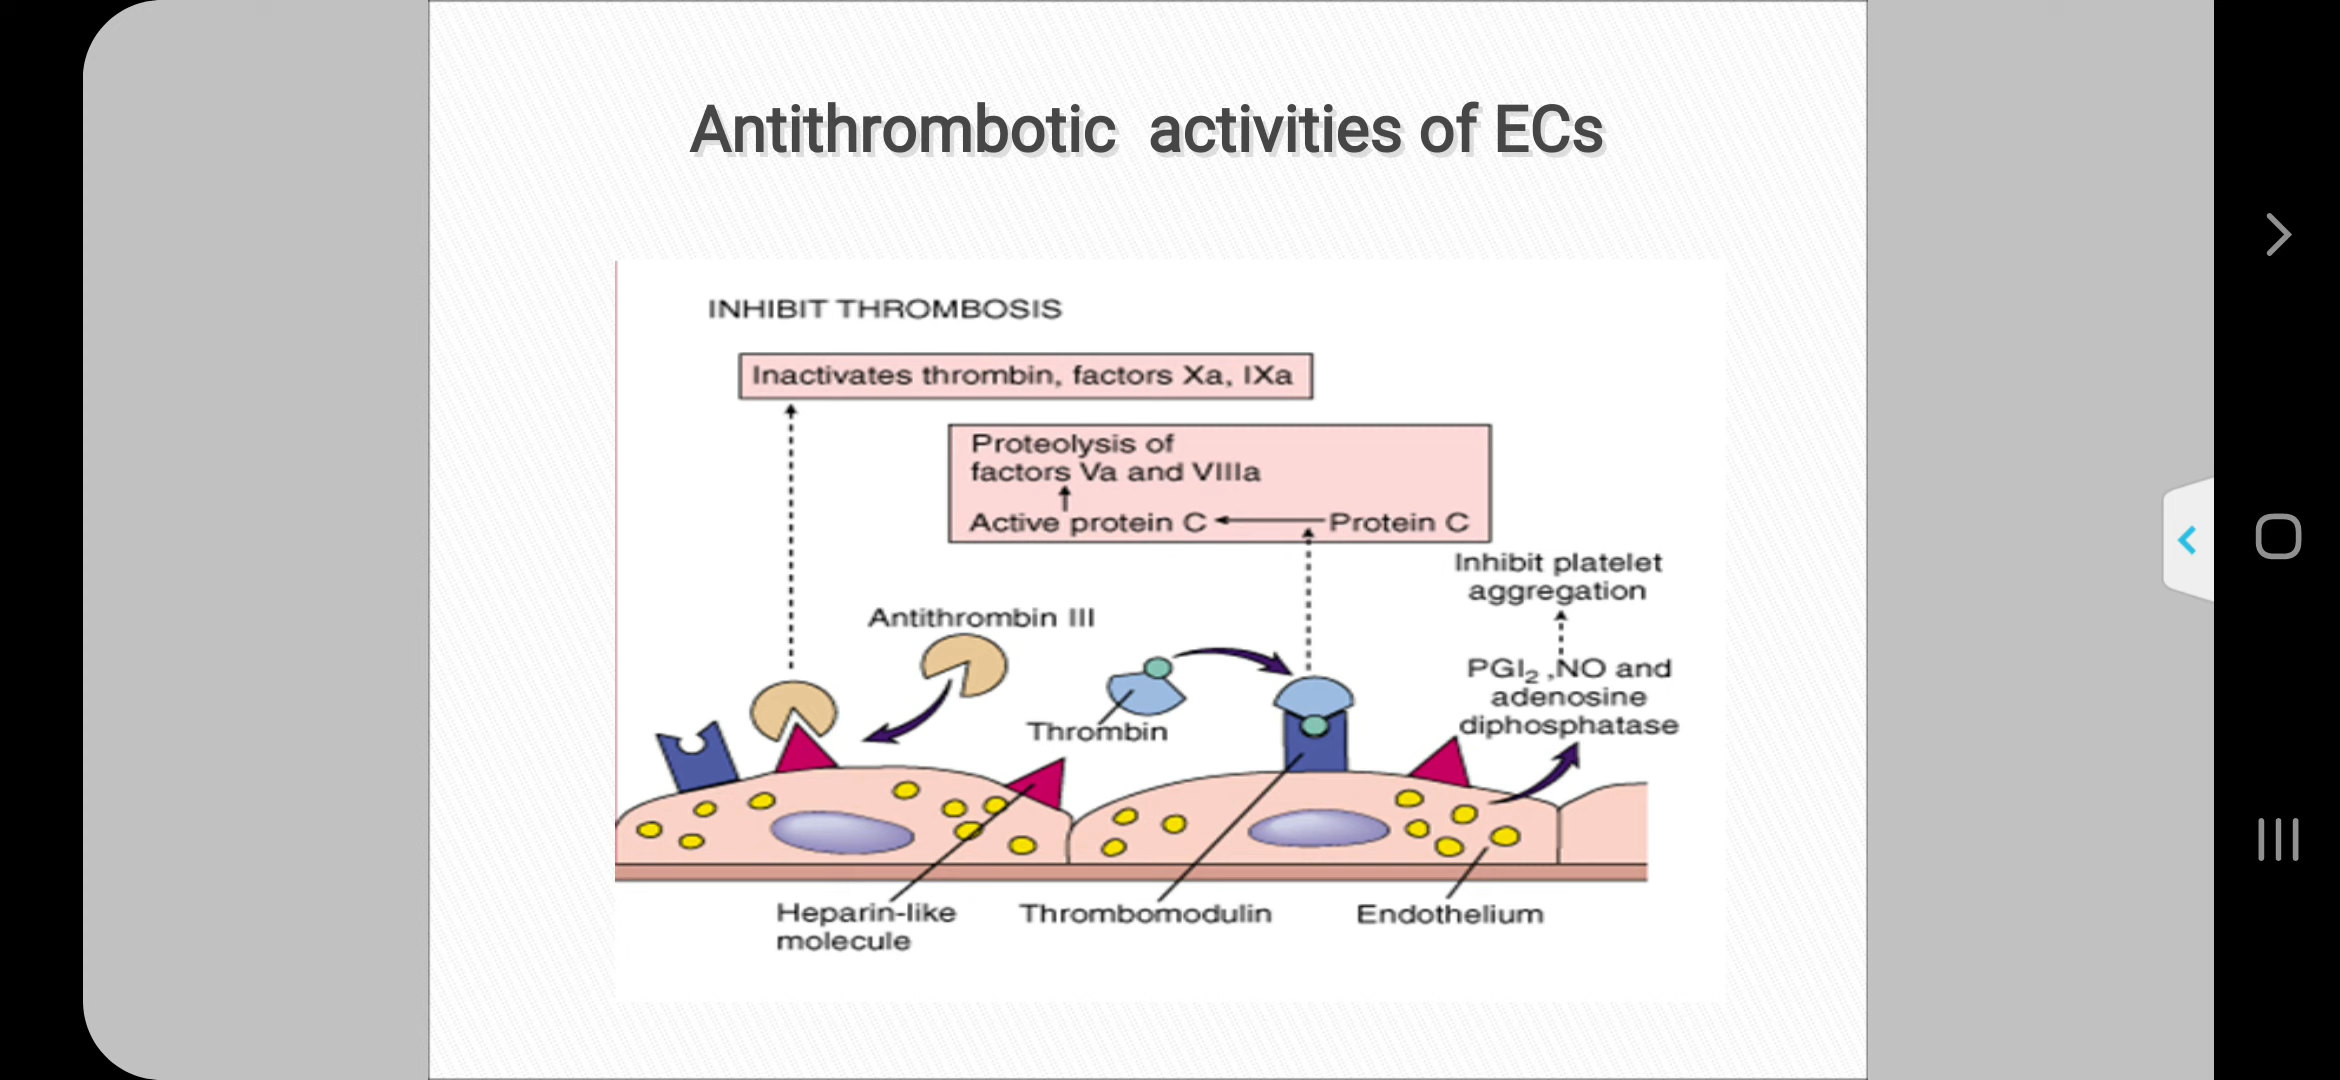 Antithrombotic activities of ECs
INHIBIT THROMBOSIS
Inactivates thrombin, factors Xa, IXa
Proteolysis of
factors Va and VIIIa
Active protein C
Protein C
Inhibit platelet
aggregation
Antithrombin III
PGI₂ ,NO and
adenosine
diphosphatase
Thrombin
Heparin-like
molecule
Thrombomodulin
Endothelium